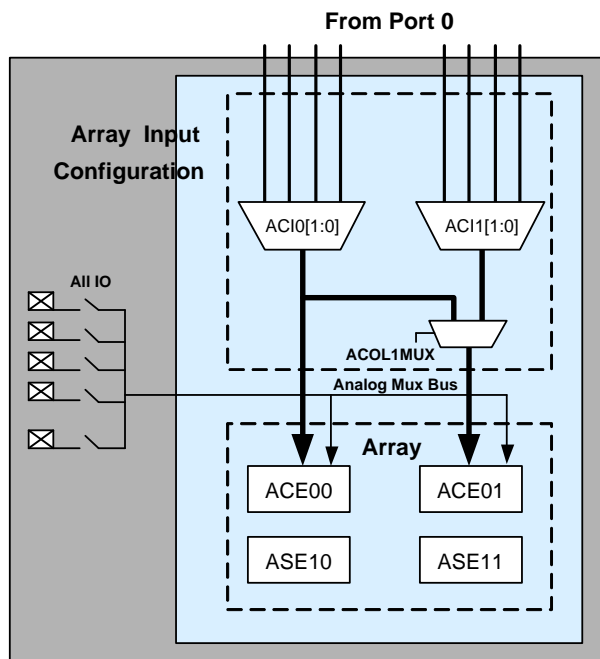 From Port 0
Array Input
Configuration
ACI0[1:0]
ACI1[1:0]
All IO
ACOL1MUX
Analog Mux Bus
Array
ACE00
ACE01
ASE10
ASE11